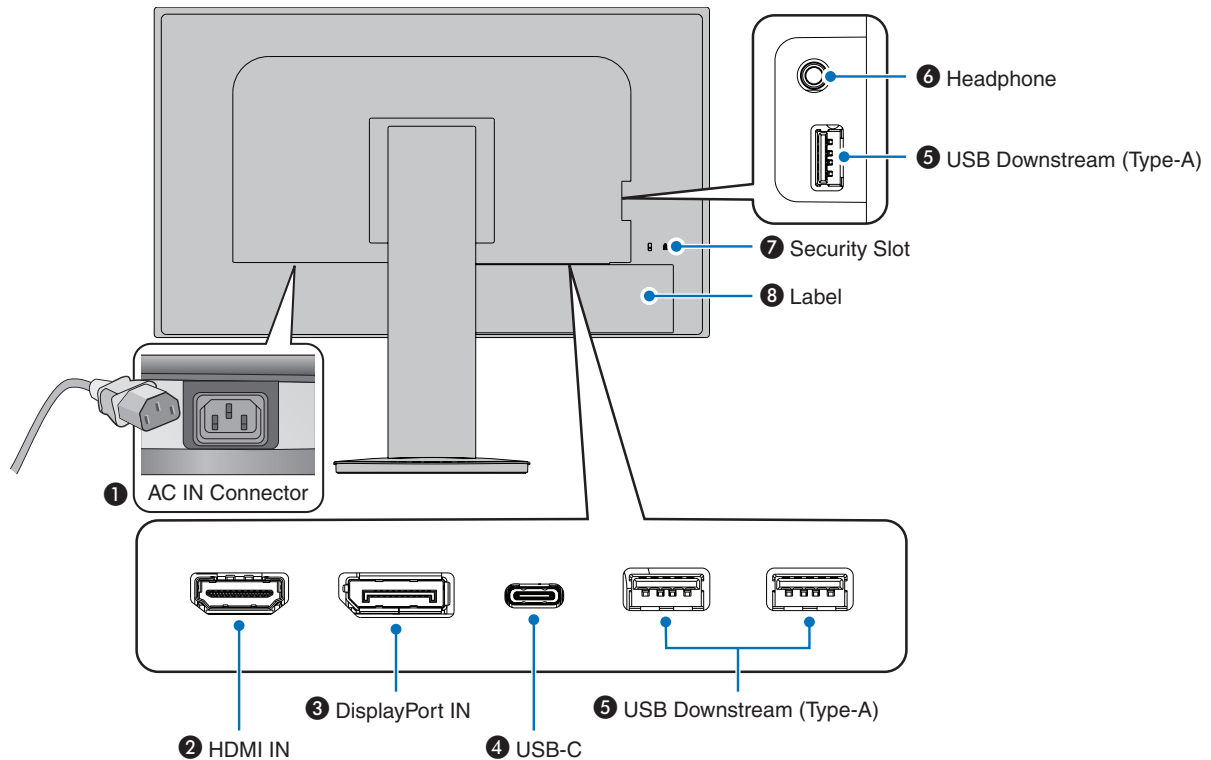 ❻ Headphone
❺ USB Downstream (Type-A)
❼ Security Slot
❽ Label
❶ AC IN Connector
❸ DisplayPort IN
❺ USB Downstream (Type-A)
❷ HDMI IN
❹ USB-C